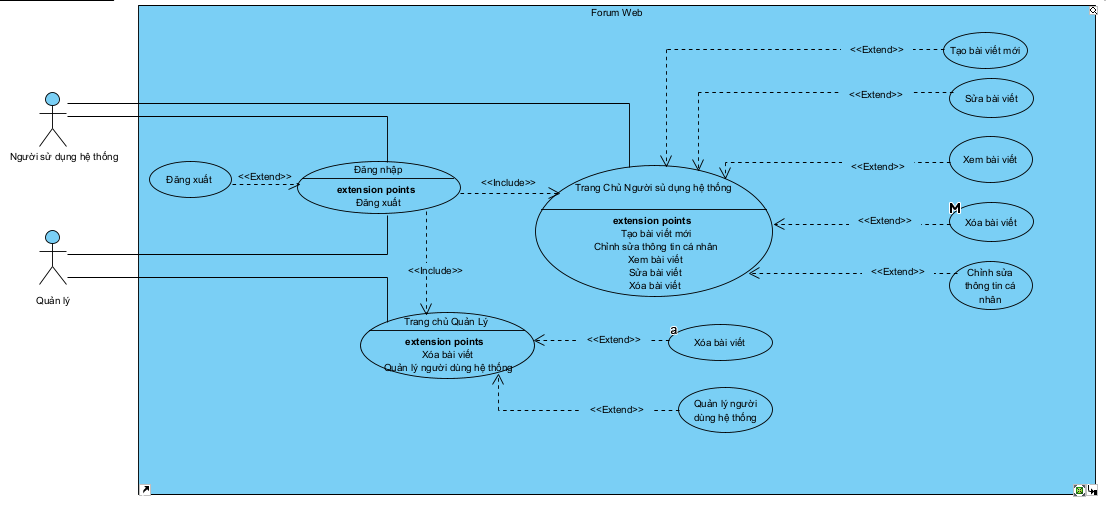 Forum Web
Tạo bài viết mới
<<Extend>>
Sửa bài viết
<<Extend>>
Người sử dụng hệ thống
Xem bài viết
<<Extend>>
Đăng xuất
<<Extend>>
Đăng nhập
extension points
Đăng xuất
<<Include>>
Trang Chủ Người sử dụng hệ thống
extension points
Tạo bài viết mới
Chỉnh sửa thông tin cá nhân
Xem bài viết
Sửa bài viết
Xóa bài viết
<<Extend>>
M
Xóa bài viết
<<Extend>>
Chỉnh sửa
thông tin cá
nhân
Quản lý
<<Include>>
Trang chủ Quản Lý
extension points
Xóa bài viết
Quản lý người dùng hệ thống
<<Extend>>
a
Xóa bài viết
<<Extend>>
Quản lý người
dùng hệ thống